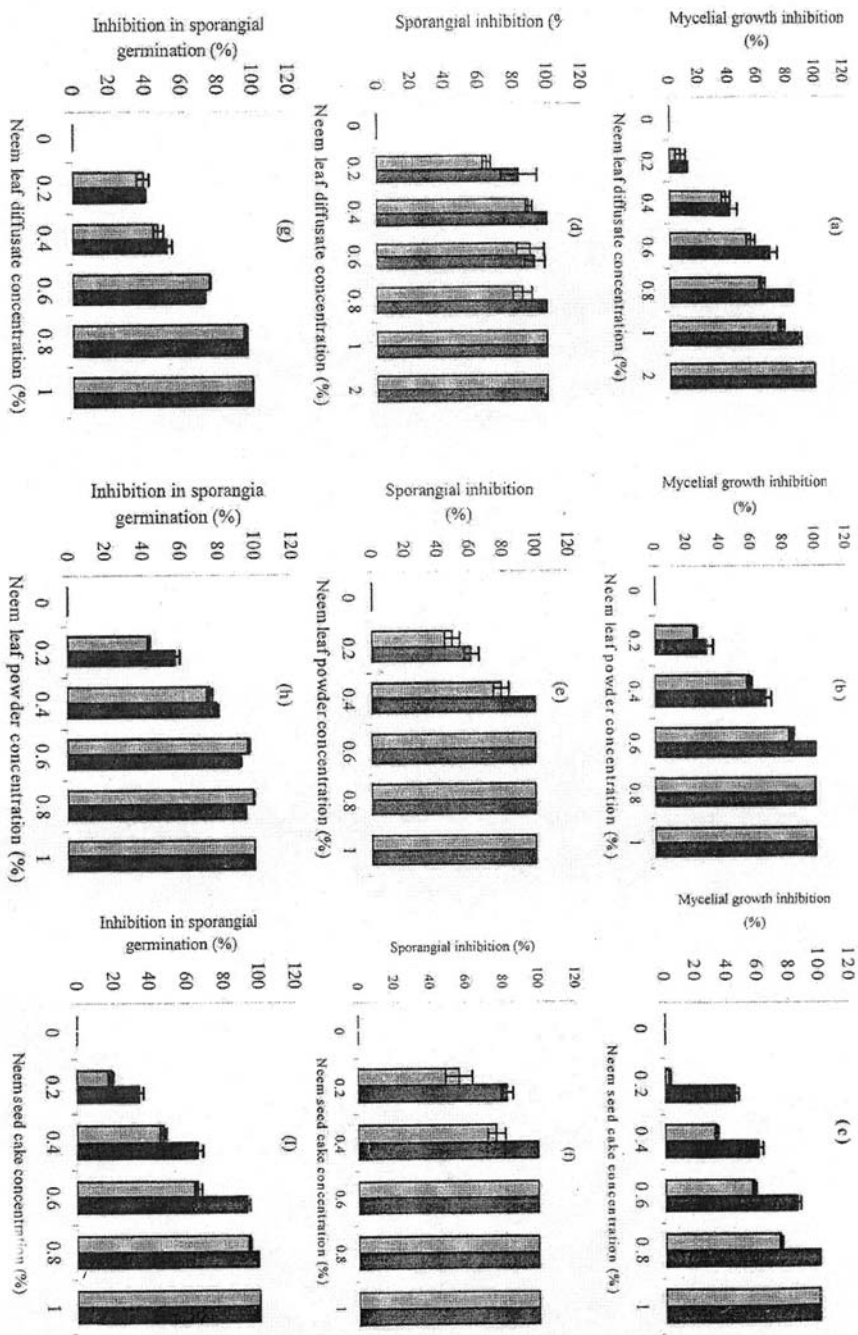 Mycelial growth inhibition
(%)
120
100
80
60
40
20
0
(a)
0 0.2 0.4 0.6 0.8 1 2
Neem leaf diffusate concentration (%)
Mycelial growth inhibition
(%)
120
100
80
60
40
20
0
(b)
0 0.2 0.4 0.6 0.8 1
Neem leaf powder concentration (%)
Mycelial growth inhibition
(%)
120
100
80
60
40
20
0
(c)
0 0.2 0.4 0.6 0.8 1
Neem seed cake concentration (%)
Sporangial inhibition (%
120
100
80
60
40
20
0
(d)
0 0.2 0.4 0.6 0.8 1 2
Neem leaf diffusate concentration (%)
Sporangial inhibition
(%)
120
100
80
60
40
20
0
(e)
0 0.2 0.4 0.6 0.8 1
Neem leaf powder concentration (%)
Sporangial inhibition (%)
120
100
80
60
40
20
0
(f)
0 0.2 0.4 0.6 0.8 1
Neem seed cake concentration (%)
Inhibition in sporangial
germination (%)
120
100
80
60
40
20
0
(g)
0 0.2 0.4 0.6 0.8 1
Neem leaf diffusate concentration (%)
Inhibition in sporangia
germination (%)
120
100
80
60
40
20
0
(h)
0 0.2 0.4 0.6 0.8 1
Neem leaf powder concentration (%)
Inhibition in sporangial
germination (%)
120
100
80
60
40
20
0
0 0.2 0.4 0.6 0.8 1
Neem seed cake concentration (%)